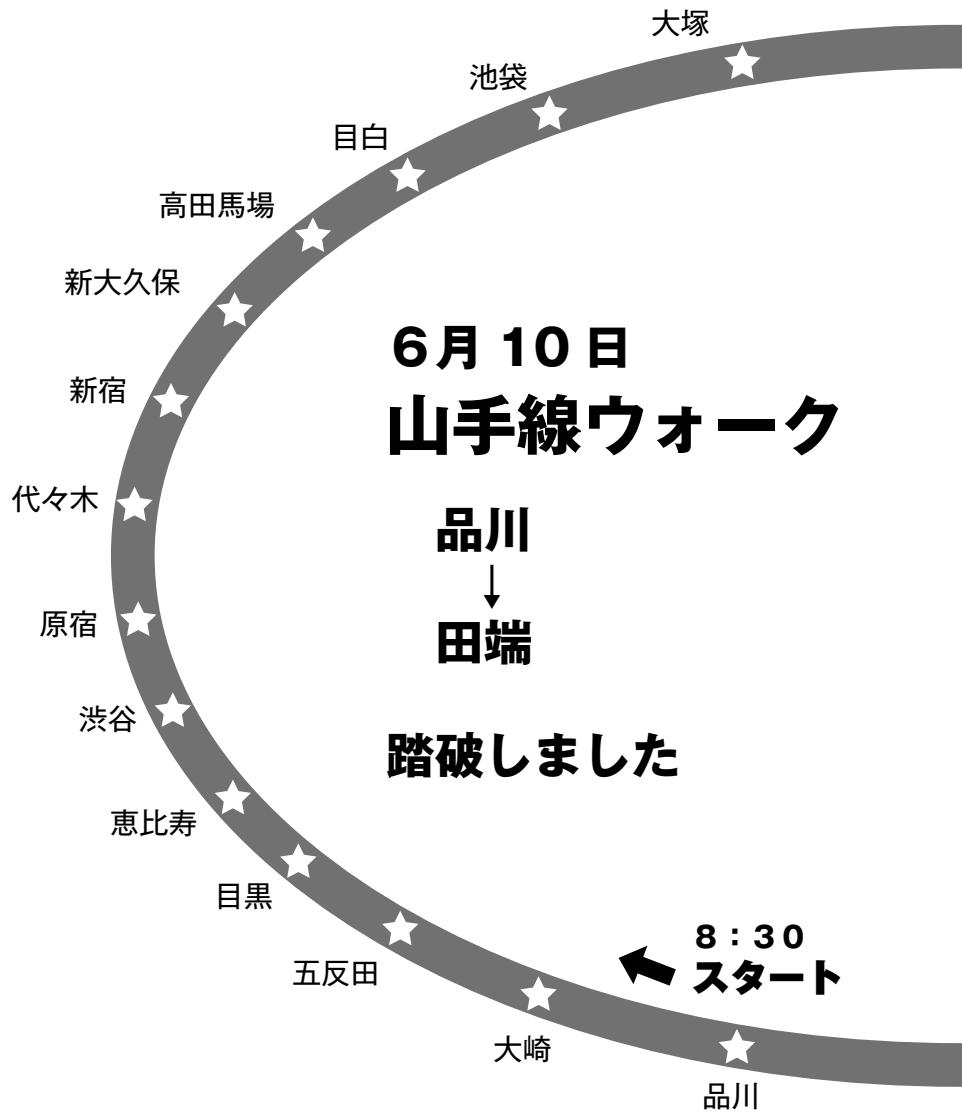 大塚
池袋
目白
高田馬場
新大久保
新宿
代々木
原宿
渋谷
恵比寿
目黒
五反田
大崎
品川
6月10日
山手線ウォーク
品川
↓
田端
踏破しました
8:30
スタート